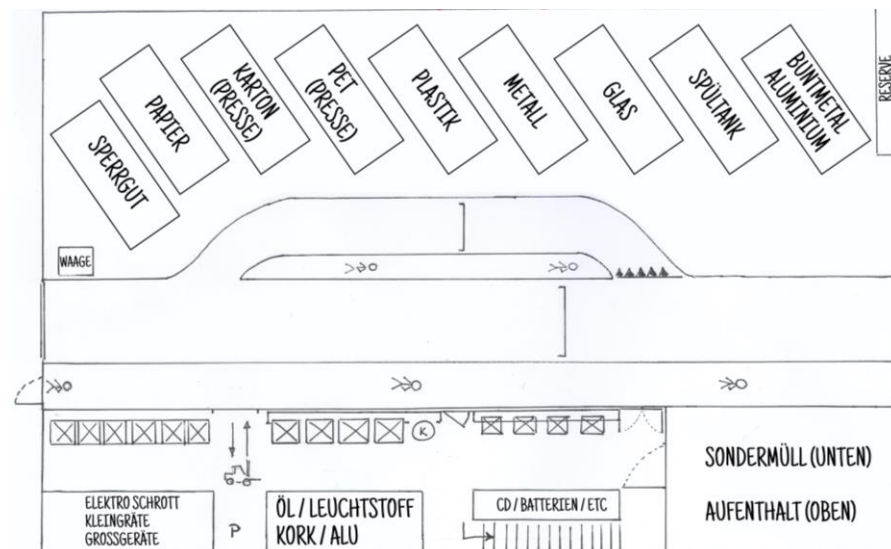 SPERRGUT
PAPIER
KARTON
(PRESSE)
PET
(PRESSE)
PLASTIK
METALL
GLAS
SPÜLTANK
BUNTMETAL
ALUMINIUM
RESERVE
WAAGE
K
ELEKTRO SCHROTT
KLEINGRÄTE
GROSSGERÄTE
P
ÖL / LEUCHTSTOFF
KORK / ALU
CD / BATTERIEN / ETC
SONDERMÜLL (UNTEN)
AUFENTHALT (OBEN)